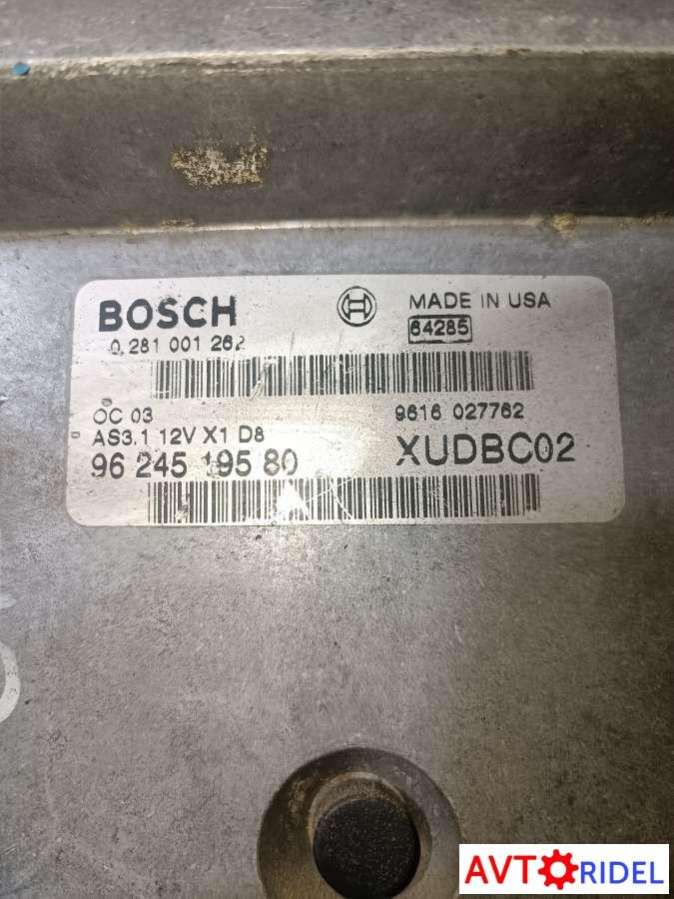 BOSCH
MADE IN USA
0 281 001 262
84285
OC 03
9616 027762
AS3.1 12V X1 D8
96 245 195 80
XUDBC02
AVTORIDEL